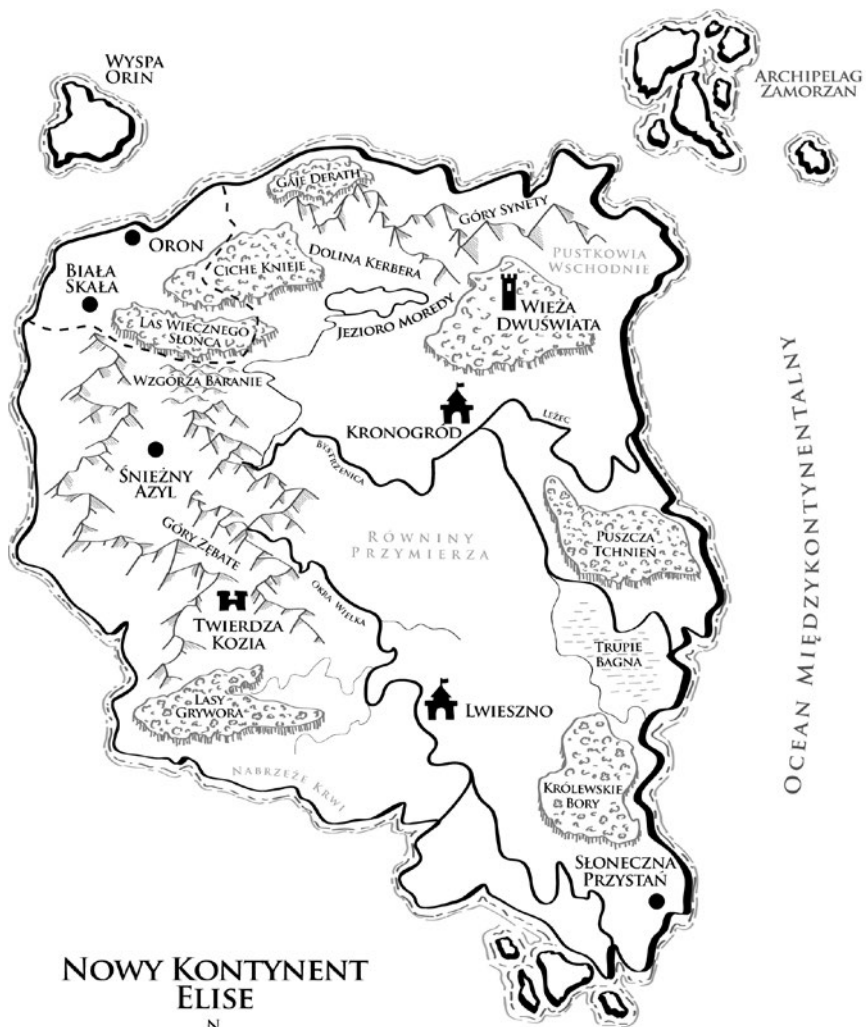 Wyspa
Orin
Archipelag
Zamorzan
Gaje Derath
Góry Synety
Oron
Ciche Knieje
Dolina Kerbera
Pustkowia
Wschodnie
Biała
Skała
Wieża
Dwuświata
Las Wiecznego
Słońca
Jezioro Moredy
Wzgórza Baranie
Kronogród
Leżec
Bystrzenica
Śnieżny
Azyl
Ocean Międzykontynentalny
Równiny
Przymierza
Puszcza
Tchnień
Góry Zębate
Okra Wielka
Twierdza
Kozia
Trupie
Bagna
Lasy
Grywora
Lwieszno
Nabrzeże Krwi
Królewskie
Bory
Słoneczna
Przystań
Nowy Kontynent
Elise
N